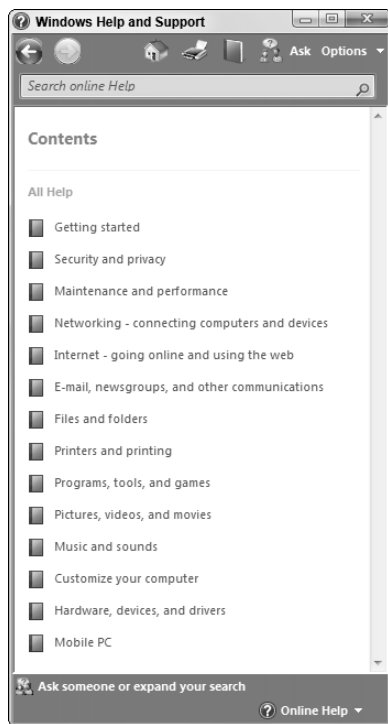 Windows Help and Support
Ask Options
Search online Help
Contents
All Help
Getting started
Security and privacy
Maintenance and performance
Networking - connecting computers and devices
Internet - going online and using the web
E-mail, newsgroups, and other communications
Files and folders
Printers and printing
Programs, tools, and games
Pictures, videos, and movies
Music and sounds
Customize your computer
Hardware, devices, and drivers
Mobile PC
Ask someone or expand your search
Online Help